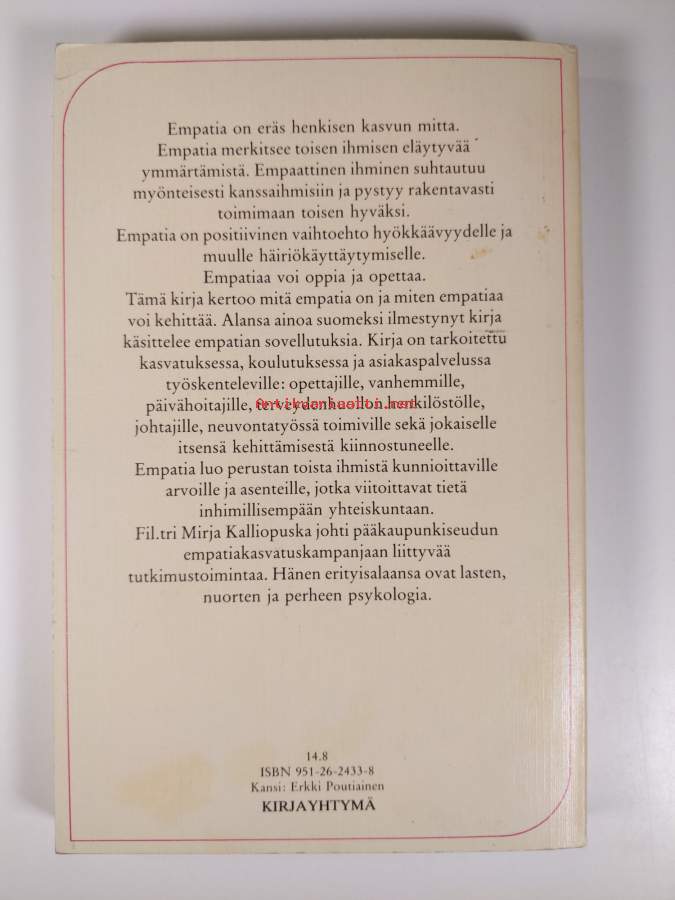 Empatia on eräs henkisen kasvun mitta.
Empatia merkitsee toisen ihmisen eläytyvää
ymmärtämistä. Empaattinen ihminen suhtautuu
myönteisesti kanssaihmisiin ja pystyy rakentavasti
toimimaan toisen hyväksi.
Empatia on positiivinen vaihtoehto hyökkäävyydelle ja
muulle häiriökäyttäytymiselle.
Empatiaa voi oppia ja opettaa.
Tämä kirja kertoo mitä empatia on ja miten empatiaa
voi kehittää. Alansa ainoa suomeksi ilmestynyt kirja
käsittelee empatian sovellutuksia. Kirja on tarkoitettu
kasvatuksessa, koulutuksessa ja asiakaspalvelussa
työskenteleville: opettajille, vanhemmille,
päivähoitajille, terveydenhuollon henkilöstölle,
Antikvariaatti.net
johtajille, neuvontatyössä toimiville sekä jokaiselle
itsensä kehittämisestä kiinnostuneelle.
Empatia luo perustan toista ihmistä kunnioittaville
arvoille ja asenteille, jotka viitoittavat tietä
inhimillisempään yhteiskuntaan.
Fil.tri Mirja Kalliopuska johti pääkaupunkiseudun
empatiakasvatuskampanjaan liittyvää
tutkimustoimintaa. Hänen erityisalaansa ovat lasten,
nuorten ja perheen psykologia.
14.8
ISBN 951-26-2433-8
Kansi: Erkki Poutiainen
KIRJAYHTYMÄ